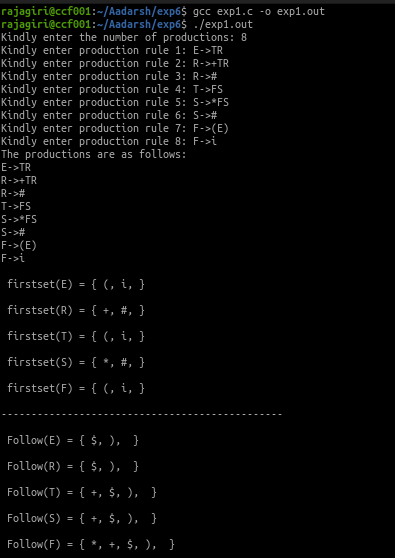 rajagiri@ccf001:~/Aadarsh/exp6$ gcc exp1.c -o exp1.out
rajagiri@ccf001:~/Aadarsh/exp6$ ./exp1.out
Kindly enter the number of productions: 8
Kindly enter production rule 1: E->TR
Kindly enter production rule 2: R->+TR
Kindly enter production rule 3: R->#
Kindly enter production rule 4: T->FS
Kindly enter production rule 5: S->*FS
Kindly enter production rule 6: S->#
Kindly enter production rule 7: F->(E)
Kindly enter production rule 8: F->i
The productions are as follows:
E->TR
R->+TR
R->#
T->FS
S->*FS
S->#
F->(E)
F->i
firstset(E) = { (, i, }
firstset(R) = { +, #, }
firstset(T) = { (, i, }
firstset(S) = { *, #, }
firstset(F) = { (, i, }
-----------------------------------------------
Follow(E) = { $, ),  }
Follow(R) = { $, ),  }
Follow(T) = { +, $, ),  }
Follow(S) = { +, $, ),  }
Follow(F) = { *, +, $, ),  }